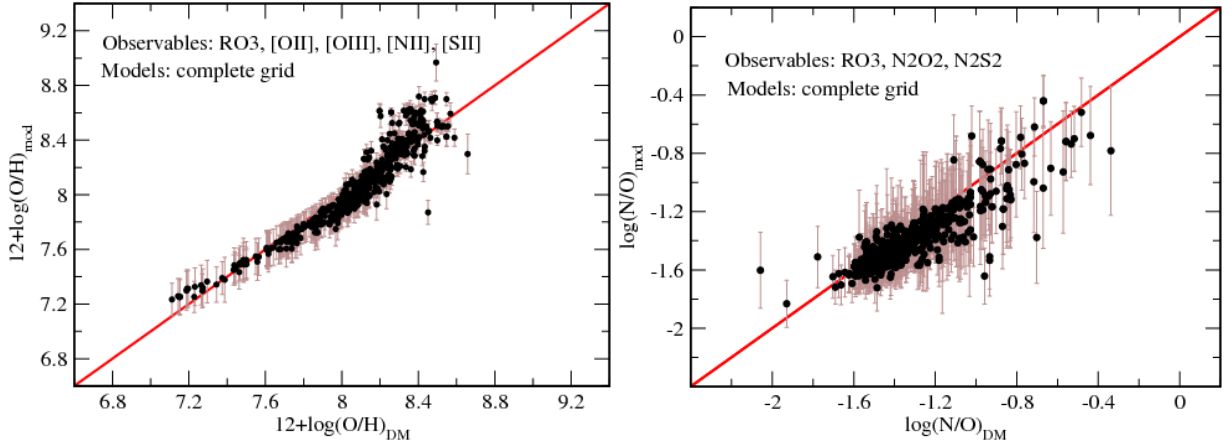 Observables: RO3, [OII], [OIII], [NII], [SII]
Models: complete grid
12+log(O/H)mod
9.2
8.8
8.4
8
7.6
7.2
6.8
6.8 7.2 7.6 8 8.4 8.8 9.2
12+log(O/H)DM
Observables: RO3, N2O2, N2S2
Models: complete grid
log(N/O)mod
0
-0.4
-0.8
-1.2
-1.6
-2
-2 -1.6 -1.2 -0.8 -0.4 0
log(N/O)DM